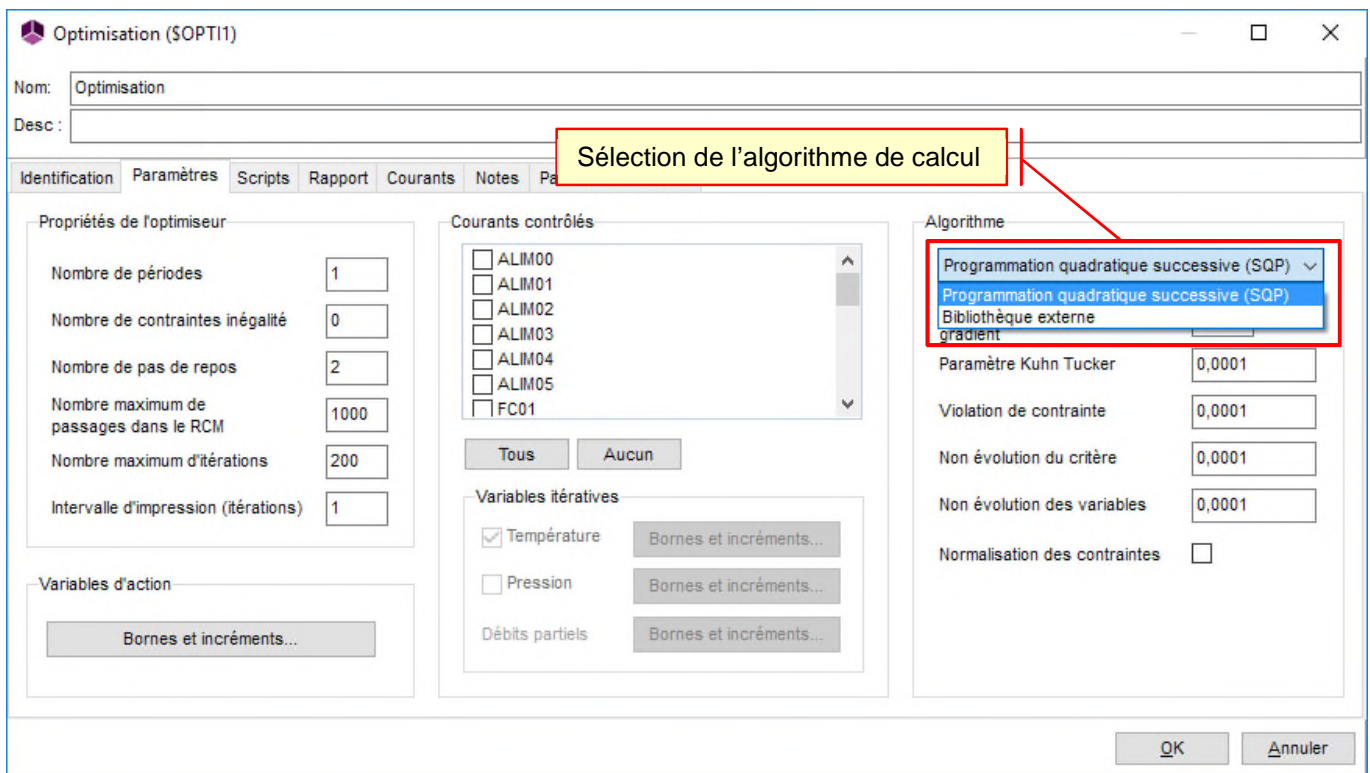 Optimisation ($OPTI1)
Nom: Optimisation
Desc :
Sélection de l'algorithme de calcul
Identification Paramètres Scripts Rapport Courants Notes Pa
Propriétés de l'optimiseur
Nombre de périodes 1
Nombre de contraintes inégalité 0
Nombre de pas de repos 2
Nombre maximum de
passages dans le RCM 1000
Nombre maximum d'itérations 200
Intervalle d'impression (itérations) 1
Variables d'action
Bornes et incréments...
Courants contrôlés
ALIM00
ALIM01
ALIM02
ALIM03
ALIM04
ALIM05
FC01
Tous Aucun
Variables itératives
Température Bornes et incréments...
Pression Bornes et incréments...
Débits partiels Bornes et incréments...
Algorithme
Programmation quadratique successive (SQP)
Programmation quadratique successive (SQP)
Bibliothèque externe
gradient
Paramètre Kuhn Tucker 0,0001
Violation de contrainte 0,0001
Non évolution du critère 0,0001
Non évolution des variables 0,0001
Normalisation des contraintes
OK Annuler